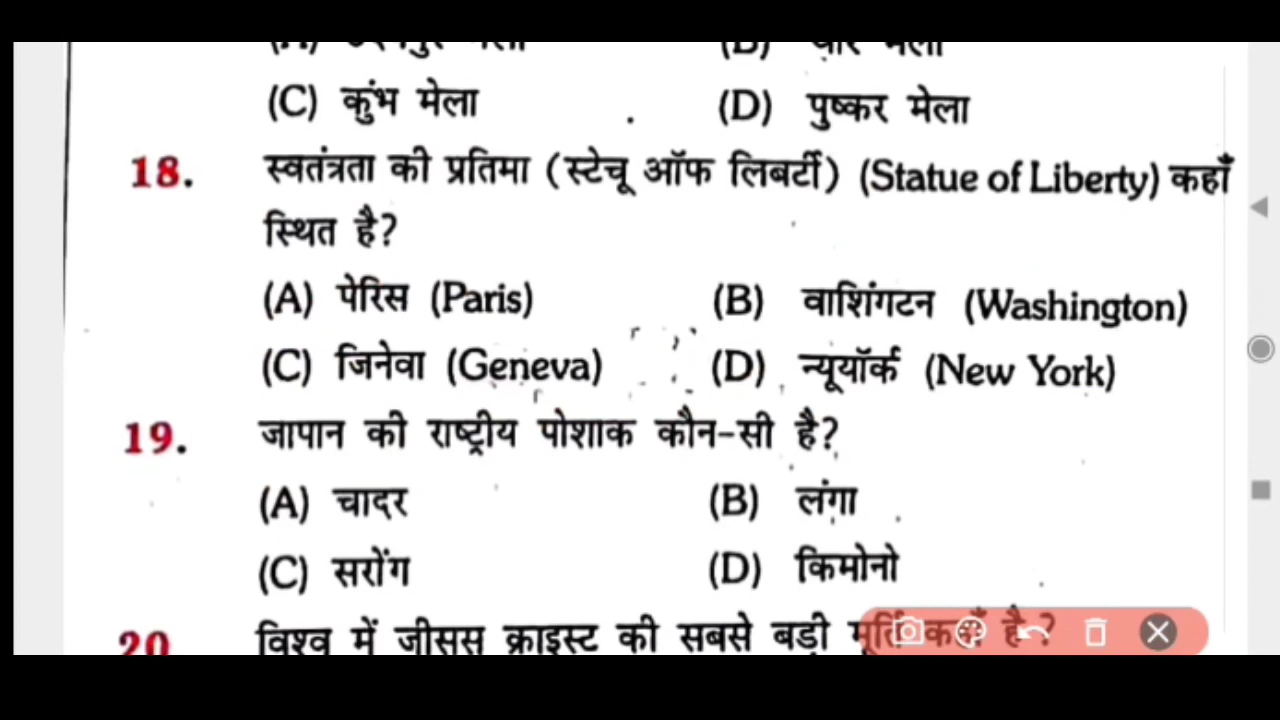 (C) कुंभ मेला (D) पुष्कर मेला
18. स्वतंत्रता की प्रतिमा (स्टेचू ऑफ लिबर्टी) (Statue of Liberty) कहाँ
स्थित है?
(A) पेरिस (Paris) (B) वाशिंगटन (Washington)
(C) जिनेवा (Geneva) (D) न्यूयॉर्क (New York)
19. जापान की राष्ट्रीय पोशाक कौन-सी है?
(A) चादर (B) लंगा
(C) सरोंग (D) किमोनो
20 विश्व में जीसस क्राइस्ट की सबसे बड़ी मूर्ति कहाँ है?